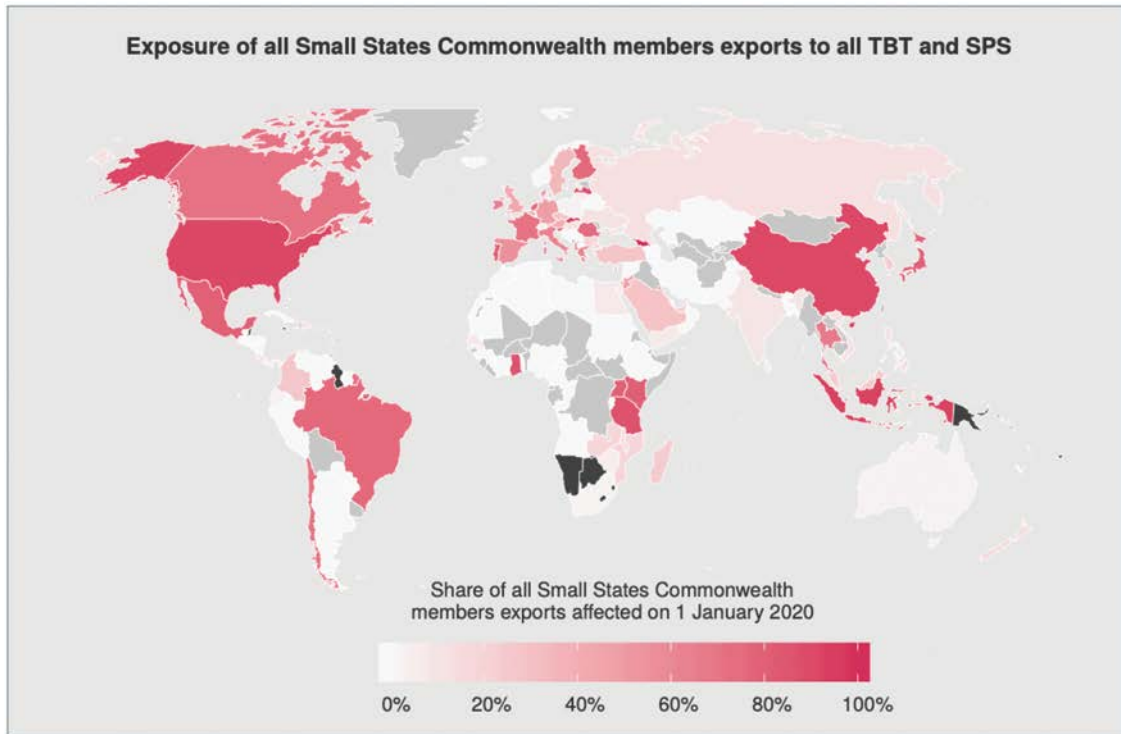 Exposure of all Small States Commonwealth members exports to all TBT and SPS
Share of all Small States Commonwealth
members exports affected on 1 January 2020
0% 20% 40% 60% 80% 100%